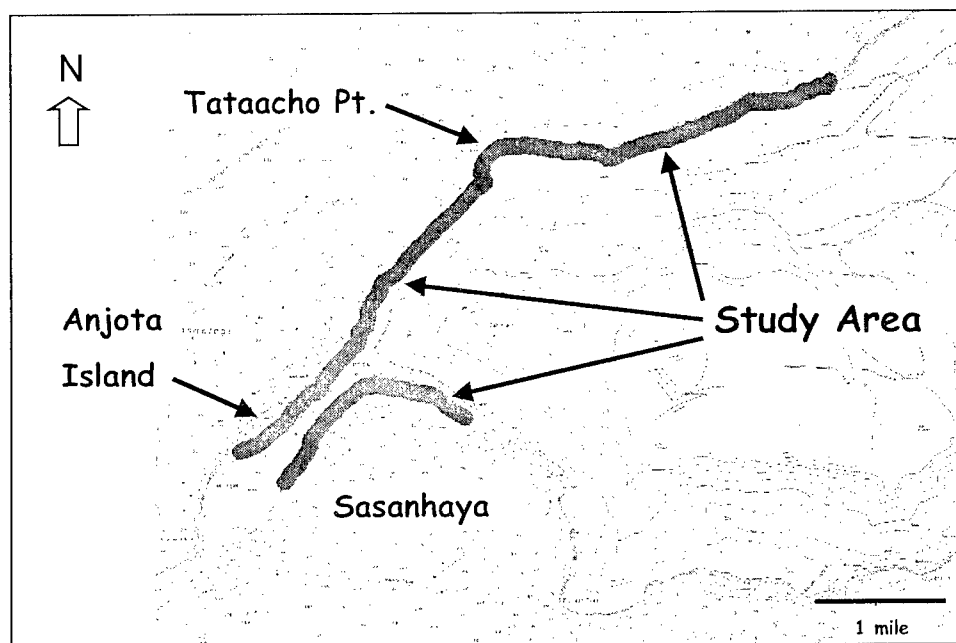 N
Tataacho Pt.
Anjota
Island
Study Area
Sasanhaya
1 mile